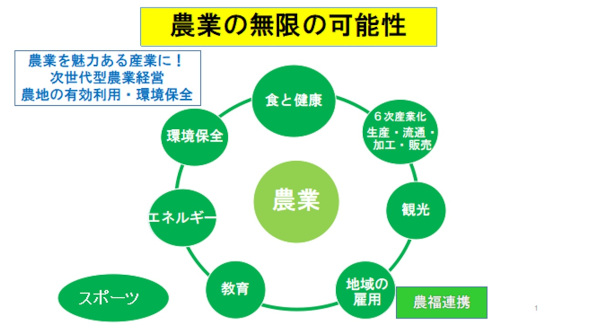 農業の無限の可能性
農業を魅力ある産業に!
次世代型農業経営
農地の有効利用・環境保全
食と健康
6次産業化
生産・流通・
加工・販売
環境保全
農業
エネルギー
観光
教育
地域の
雇用
農福連携
スポーツ
1